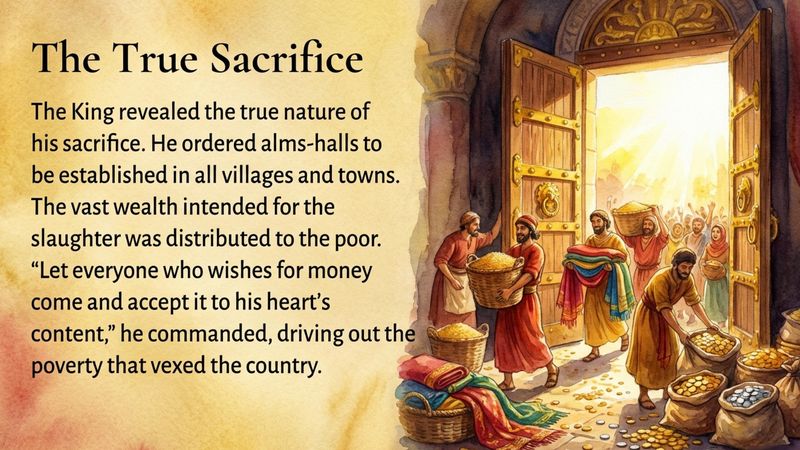 The True Sacrifice
The King revealed the true nature of
his sacrifice. He ordered alms-halls to
be established in all villages and towns.
The vast wealth intended for the
slaughter was distributed to the poor.
“Let everyone who wishes for money
come and accept it to his heart’s
content,” he commanded, driving out the
poverty that vexed the country.